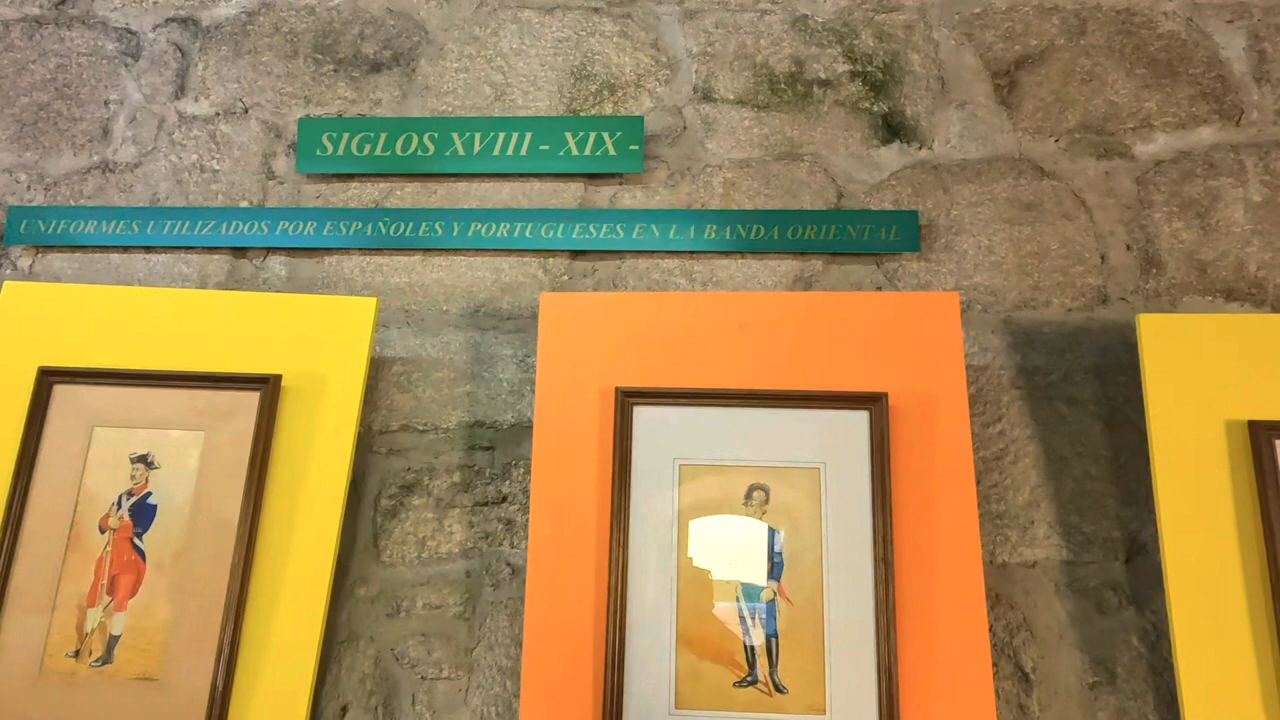 SIGLOS XVIII - XIX -
UNIFORMES UTILIZADOS POR ESPAÑOLES Y PORTUGUESES EN LA BANDA ORIENTAL